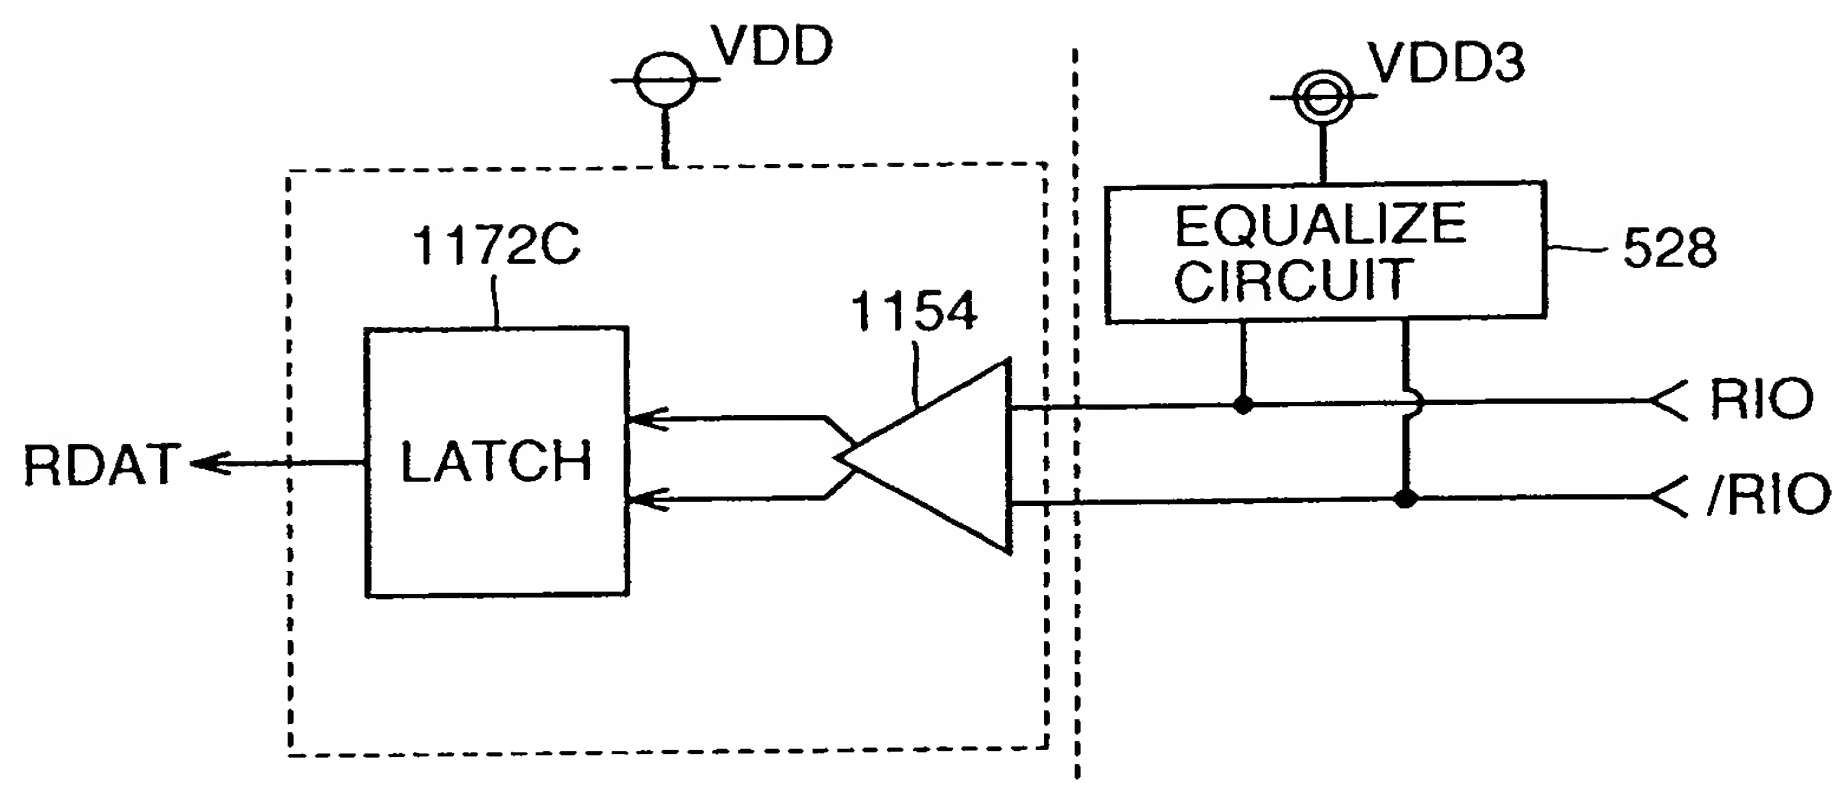 VDD
VDD3
1172C
EQUALIZE
CIRCUIT
528
1154
RIO
RDAT
LATCH
/RIO